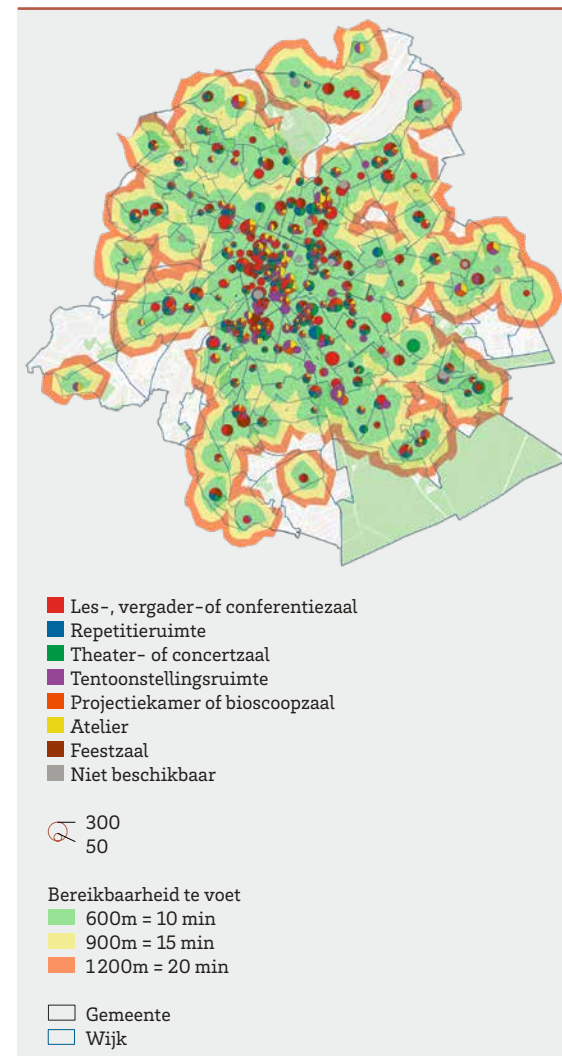 Les-, vergader-of conferentiezaal
Repetitieruimte
Theater- of concertzaal
Tentoonstellingsruimte
Projectiekamer of bioscoopzaal
Atelier
Feestzaal
Niet beschikbaar
300
50
Bereikbaarheid te voet
600m = 10 min
900m = 15 min
1200m = 20 min
Gemeente
Wijk